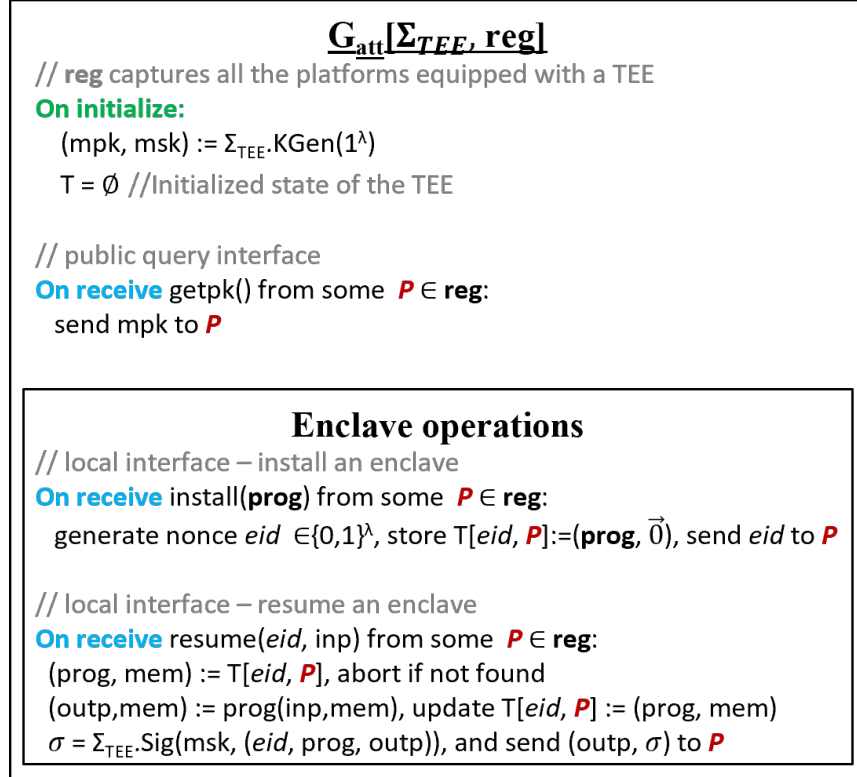 G_att[Σ_TEE, reg]
// reg captures all the platforms equipped with a TEE
On initialize:
(mpk, msk) := Σ_TEE.KGen(1^λ)
T = Ø //Initialized state of the TEE
// public query interface
On receive getpk() from some P ∈ reg:
send mpk to P
Enclave operations
// local interface – install an enclave
On receive install(prog) from some P ∈ reg:
generate nonce eid ∈{0,1}^λ, store T[eid, P]:=(prog, 0⃗), send eid to P
// local interface – resume an enclave
On receive resume(eid, inp) from some P ∈ reg:
(prog, mem) := T[eid, P], abort if not found
(outp,mem) := prog(inp,mem), update T[eid, P] := (prog, mem)
σ = Σ_TEE.Sig(msk, (eid, prog, outp)), and send (outp, σ) to P